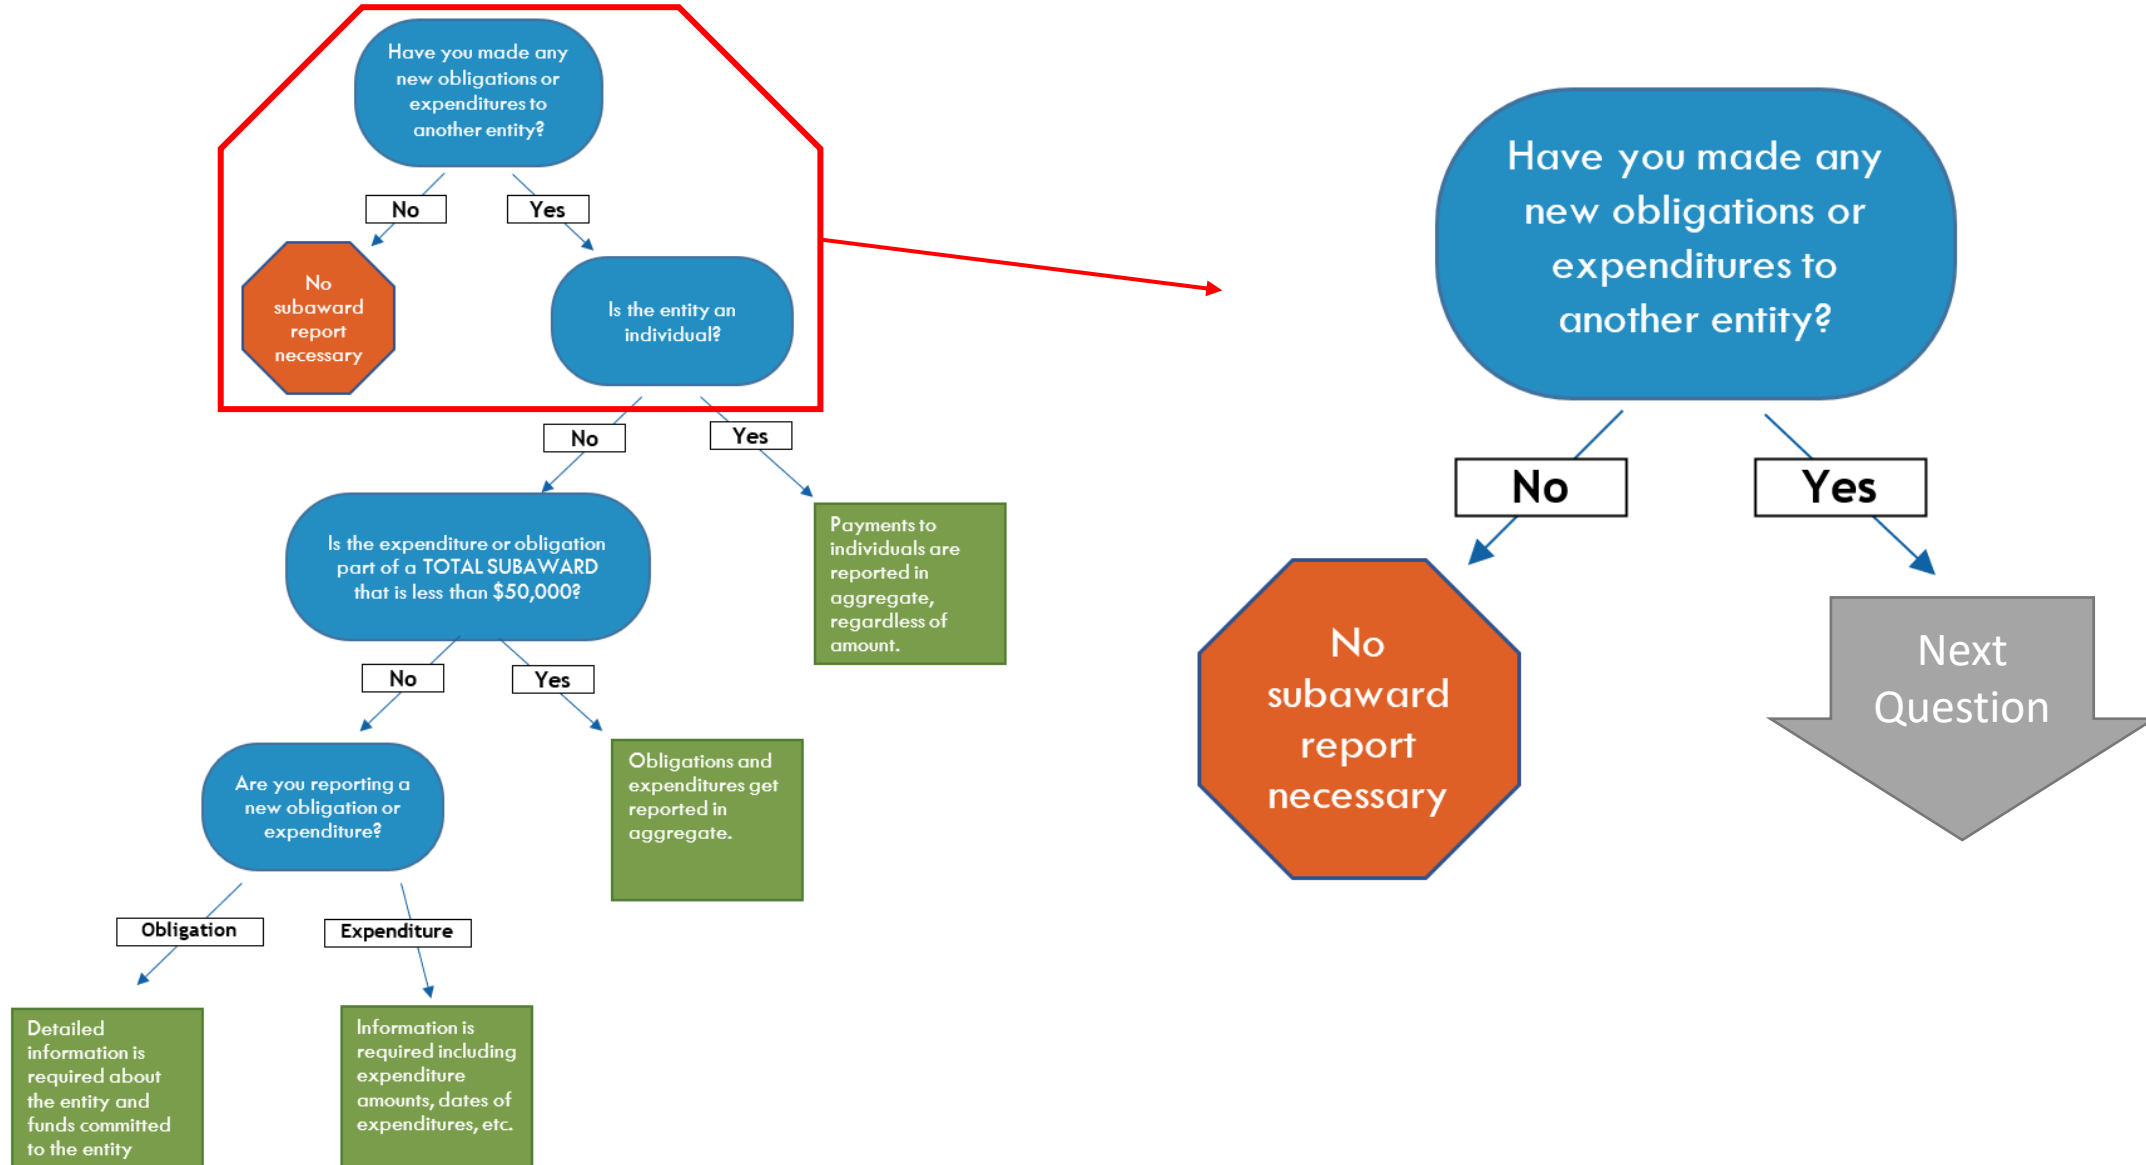 Have you made any
new obligations or
expenditures to
another entity?
No
Yes
No
subaward
report
necessary
Is the entity an
individual?
No
Yes
Is the expenditure or obligation
part of a TOTAL SUBAWARD
that is less than $50,000?
Payments to
individuals are
reported in
aggregate,
regardless of
amount.
No
Yes
Are you reporting a
new obligation or
expenditure?
Obligations and
expenditures get
reported in
aggregate.
Obligation
Expenditure
Detailed
information is
required about
the entity and
funds committed
to the entity
Information is
required including
expenditure
amounts, dates of
expenditures, etc.
Have you made any
new obligations or
expenditures to
another entity?
No
Yes
No
subaward
report
necessary
Next
Question